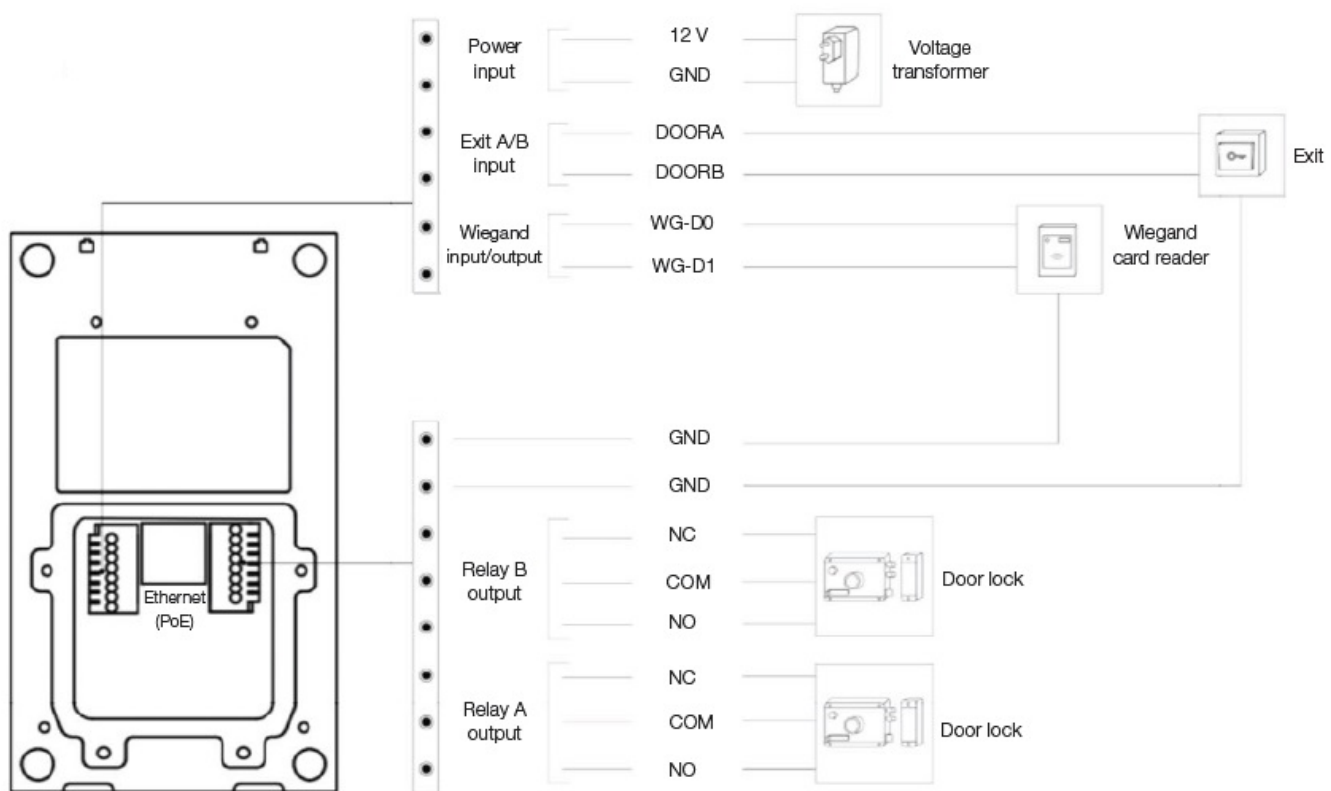 Power
input
12 V
GND
Voltage
transformer
Exit A/B
input
DOORA
DOORB
Exit
Wiegand
input/output
WG-D0
WG-D1
Wiegand
card reader
GND
GND
Relay B
output
NC
COM
NO
Door lock
Relay A
output
NC
COM
NO
Door lock
Ethernet
(PoE)